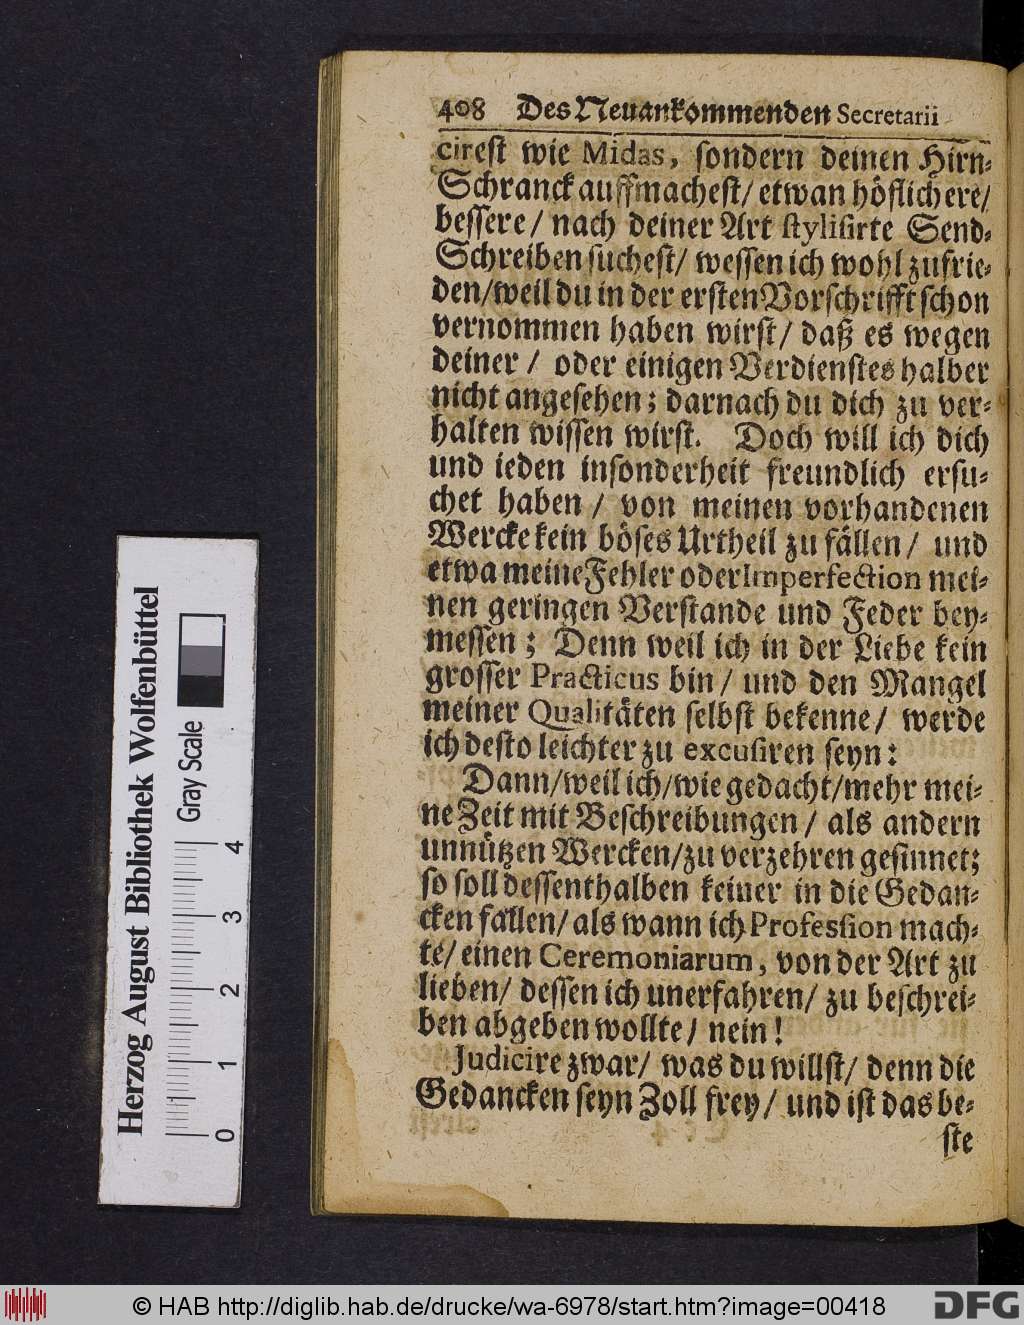 408 Des Neuankommenden Secretarii
cirest wie Midas, sondern deinen Hirn-
Schranck auffmachest/ etwan höflichere/
bessere/ nach deiner Art stylisirte Send-
Schreiben suchest/ wessen ich wohl zufrie-
den/weil du in der ersten Vorschrifft schon
vernommen haben wirst/ daß es wegen
deiner/ oder einigen Verdienstes halber
nicht angesehen; darnach du dich zu ver-
halten wissen wirst. Doch will ich dich
und ieden insonderheit freundlich ersu-
chet haben/ von meinen vorhandenen
Wercke kein böses Urtheil zu fällen/ und
etwa meine Fehler oder Imperfection mei-
nen geringen Verstande und Feder bey-
messen; Denn weil ich in der Liebe kein
grosser Practicus bin/ und den Mangel
meiner Qualitäten selbst bekenne/ werde
ich desto leichter zu excusiren seyn:
Dann/weil ich/wie gedacht/mehr mei-
ne Zeit mit Beschreibungen/ als andern
unnützen Wercken/zu verzehren gesinnet;
so soll dessenthalben keiner in die Gedan-
cken fallen/ als wann ich Profession mach-
te/ einen Ceremoniarum, von der Art zu
lieben/ dessen ich unerfahren/ zu beschrei-
ben abgeben wollte/ nein!
Judicire zwar/ was du willst/ denn die
Gedancken seyn Zoll frey/ und ist das be-
ste
Herzog August Bibliothek Wolfenbüttel
Gray Scale
0 1 2 3 4
© HAB http://diglib.hab.de/drucke/wa-6978/start.htm?image=00418
DFG